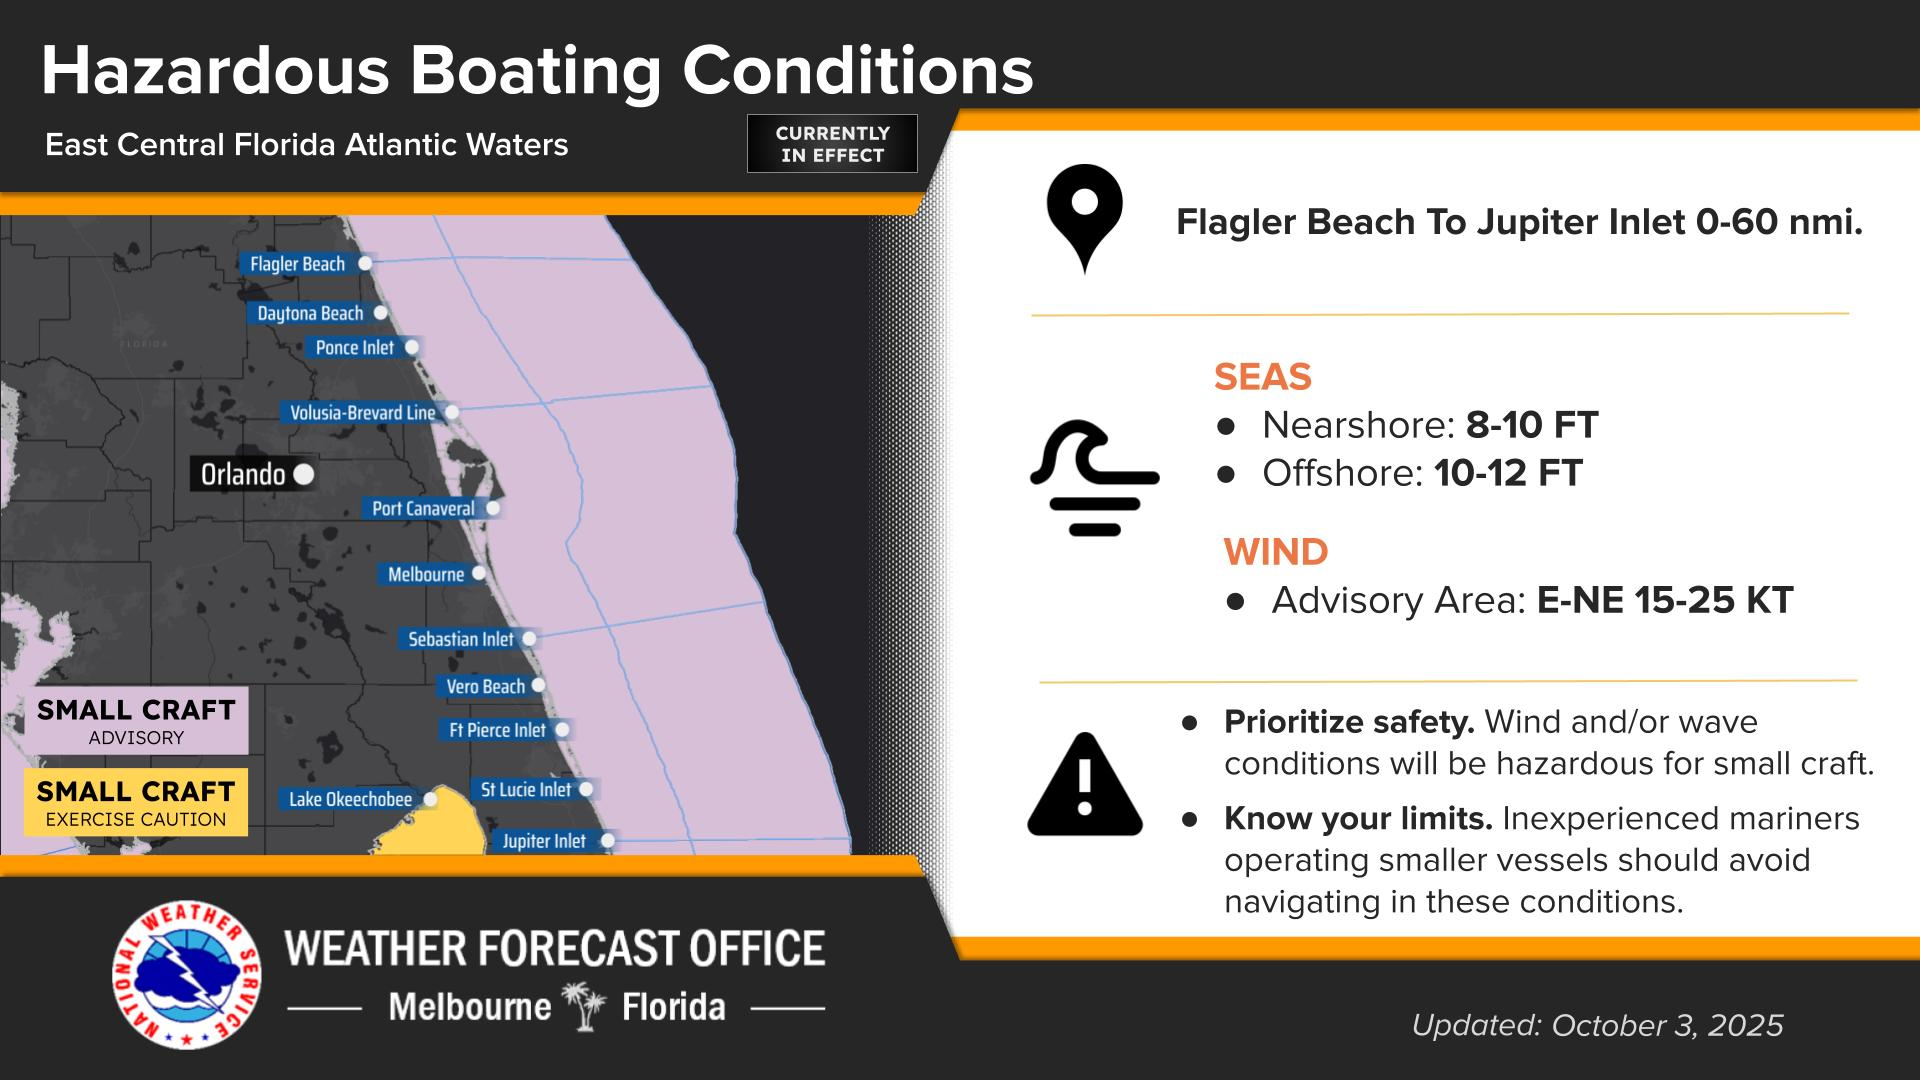 Hazardous Boating Conditions
East Central Florida Atlantic Waters
CURRENTLY
IN EFFECT
Flagler Beach
Daytona Beach
FLORIDA
Ponce Inlet
Volusia-Brevard Line
Orlando
Port Canaveral
Melbourne
Sebastian Inlet
Vero Beach
Ft Pierce Inlet
St Lucie Inlet
Lake Okeechobee
Jupiter Inlet
SMALL CRAFT
ADVISORY
SMALL CRAFT
EXERCISE CAUTION
Flagler Beach To Jupiter Inlet 0-60 nmi.
SEAS
● Nearshore: 8-10 FT
● Offshore: 10-12 FT
WIND
● Advisory Area: E-NE 15-25 KT
● Prioritize safety. Wind and/or wave
conditions will be hazardous for small craft.
● Know your limits. Inexperienced mariners
operating smaller vessels should avoid
navigating in these conditions.
NATIONAL WEATHER SERVICE
WEATHER FORECAST OFFICE
Melbourne Florida
Updated: October 3, 2025